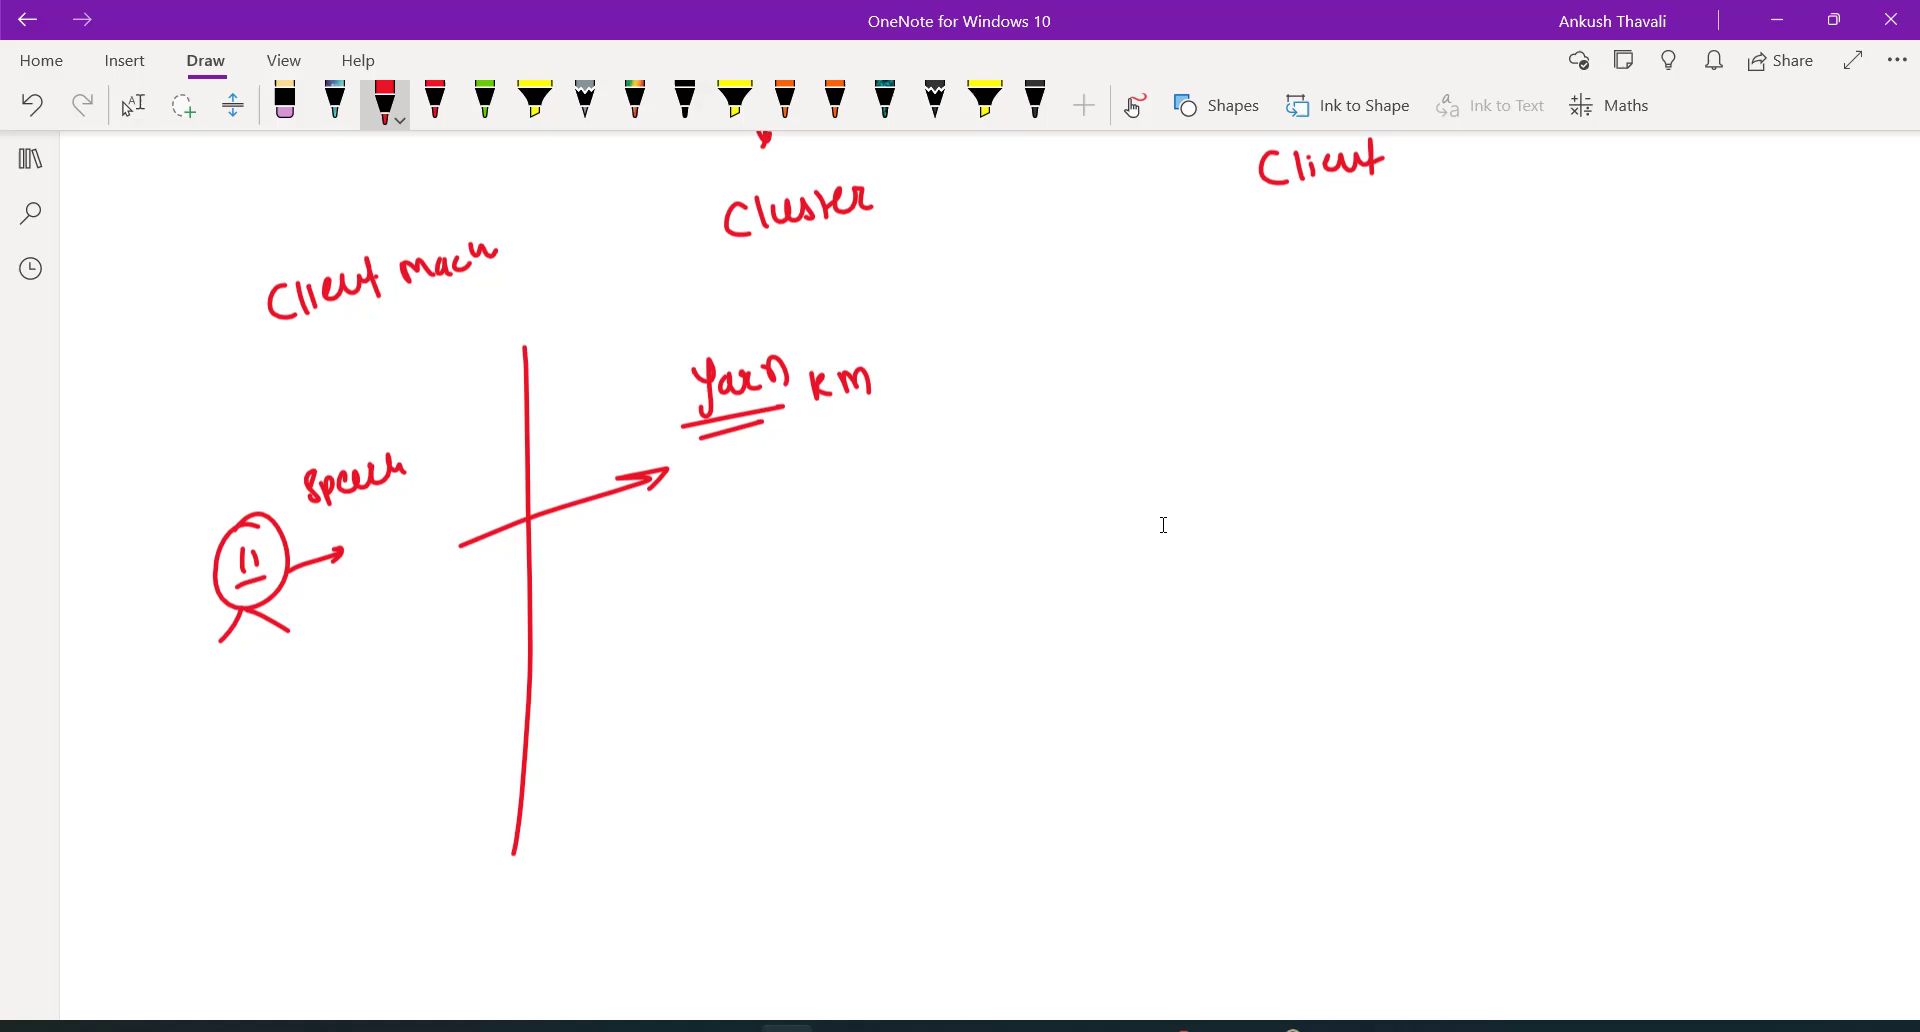 OneNote for Windows 10
Ankush Thavali
Home Insert Draw View Help
Share
Shapes Ink to Shape Ink to Text Maths
Client
Cluster
Client mach
Yarn RM